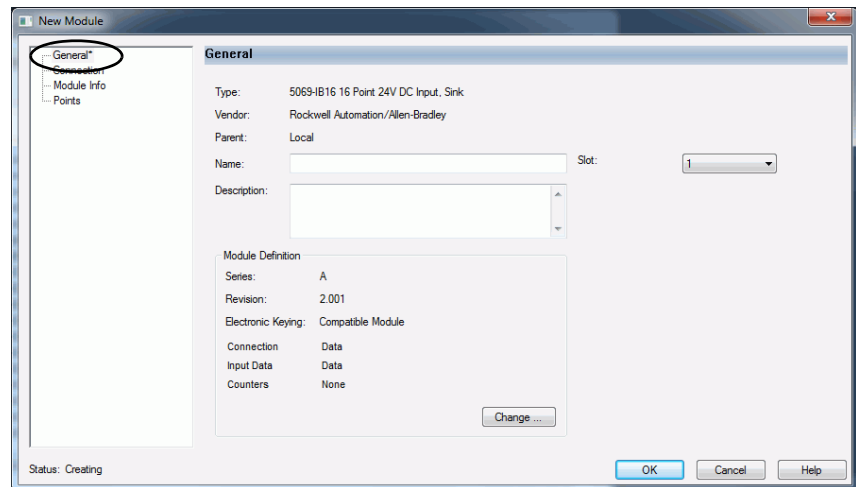 New Module
General*
Connection
Module Info
Points
General
Type: 5069-IB16 16 Point 24V DC Input, Sink
Vendor: Rockwell Automation/Allen-Bradley
Parent: Local
Name:
Slot: 1
Description:
Module Definition
Series: A
Revision: 2.001
Electronic Keying: Compatible Module
Connection Data
Input Data Data
Counters None
Change ...
Status: Creating
OK Cancel Help